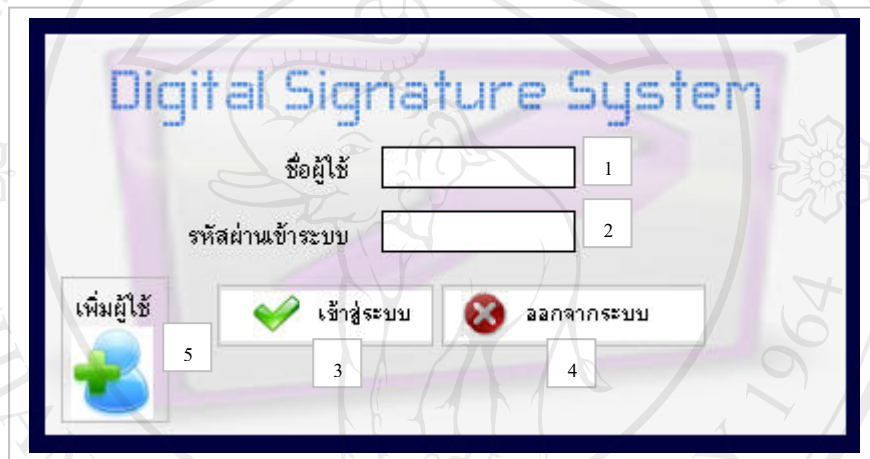 Digital Signature System
ชื่อผู้ใช้ 1
รหัสผ่านเข้าระบบ 2
เพิ่มผู้ใช้
เข้าสู่ระบบ ออกจากระบบ
5 3 4
1964